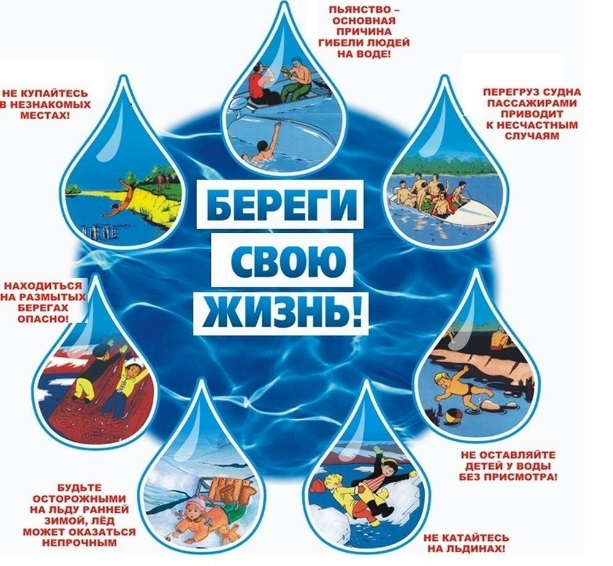 ПЬЯНСТВО –
ОСНОВНАЯ
ПРИЧИНА
ГИБЕЛИ ЛЮДЕЙ
НА ВОДЕ!
НЕ КУПАЙТЕСЬ
В НЕЗНАКОМЫХ
МЕСТАХ!
ПЕРЕГРУЗ СУДНА
ПАССАЖИРАМИ
ПРИВОДИТ
К НЕСЧАСТНЫМ
СЛУЧАЯМ
БЕРЕГИ
СВОЮ
ЖИЗНЬ!
НАХОДИТЬСЯ
НА РАЗМЫТЫХ
БЕРЕГАХ
ОПАСНО!
НЕ ОСТАВЛЯЙТЕ
ДЕТЕЙ У ВОДЫ
БЕЗ ПРИСМОТРА!
БУДЬТЕ
ОСТОРОЖНЫМИ
НА ЛЬДУ РАННЕЙ
ЗИМОЙ, ЛЁД
МОЖЕТ ОКАЗАТЬСЯ
НЕПРОЧНЫМ
НЕ КАТАЙТЕСЬ
НА ЛЬДИНАХ!